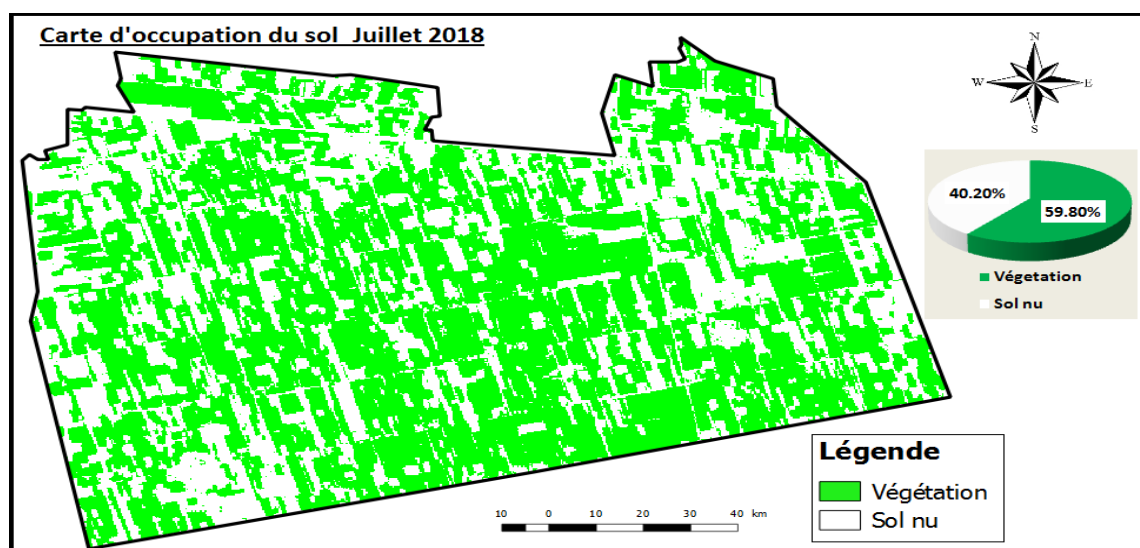 Carte d'occupation du sol Juillet 2018
N
W E
S
40.20%
59.80%
Végetation
Sol nu
Légende
Végétation
Sol nu
10 0 10 20 30 40 km